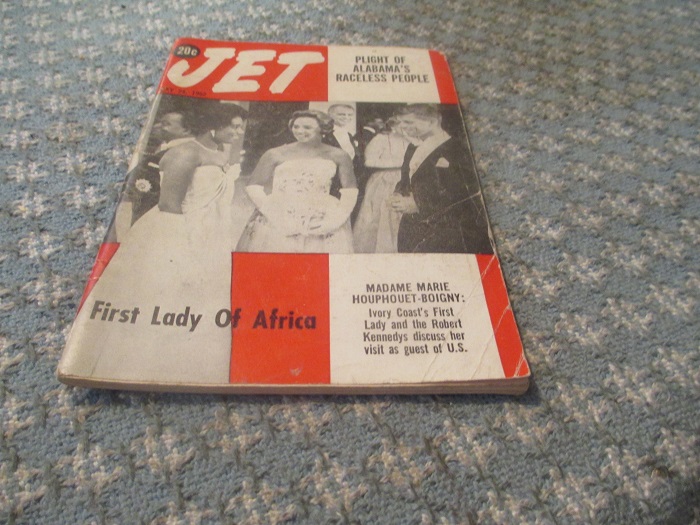 20c
JET
PLIGHT OF
ALABAMA'S
RACELESS PEOPLE
First Lady Of Africa
MADAME MARIE
HOUPHOUET-BOIGNY:
Ivory Coast's First
Lady and the Robert
Kennedys discuss her
visit as guest of U.S.